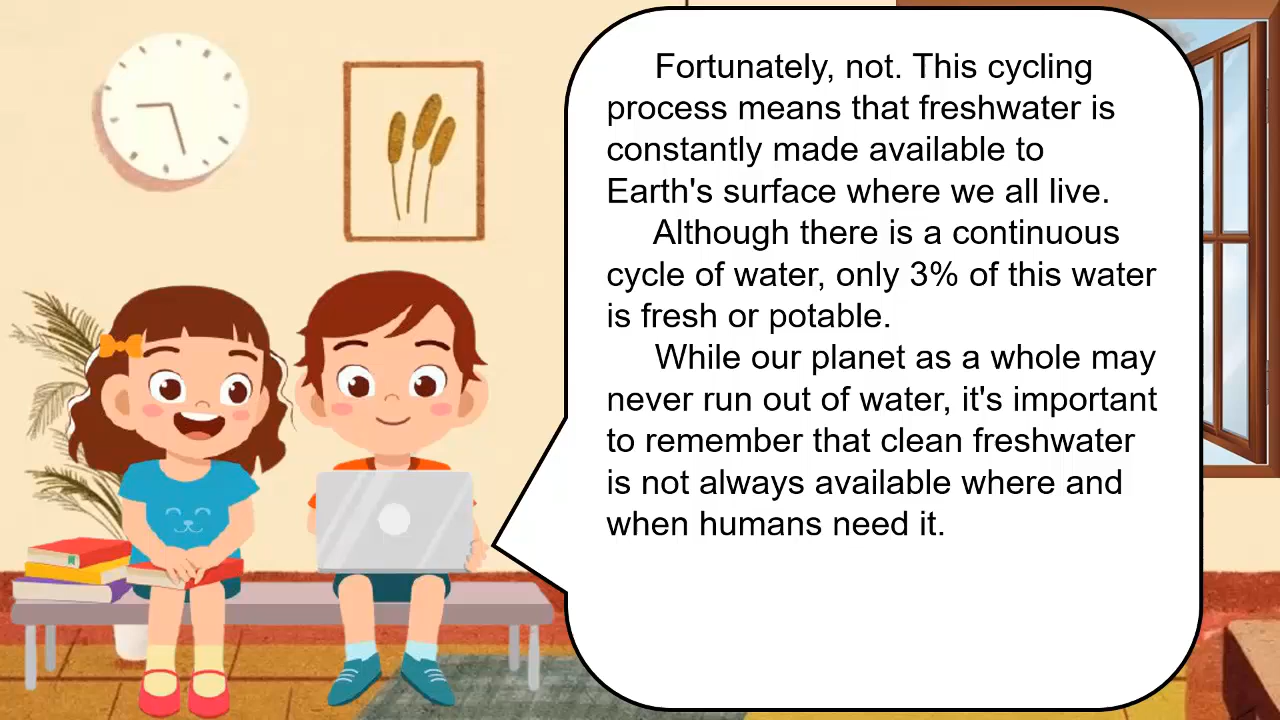 Fortunately, not. This cycling
process means that freshwater is
constantly made available to
Earth's surface where we all live.
Although there is a continuous
cycle of water, only 3% of this water
is fresh or potable.
While our planet as a whole may
never run out of water, it's important
to remember that clean freshwater
is not always available where and
when humans need it.